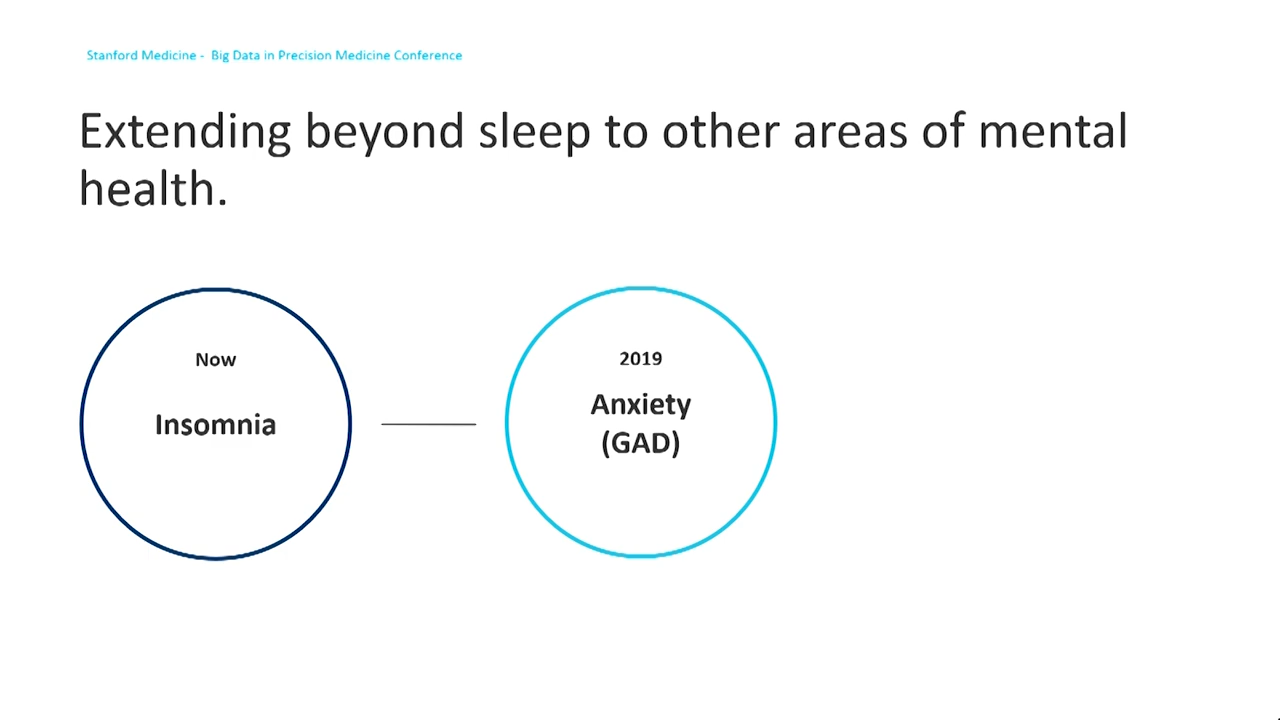 Stanford Medicine - Big Data in Precision Medicine Conference
Extending beyond sleep to other areas of mental
health.
Now
Insomnia
2019
Anxiety
(GAD)